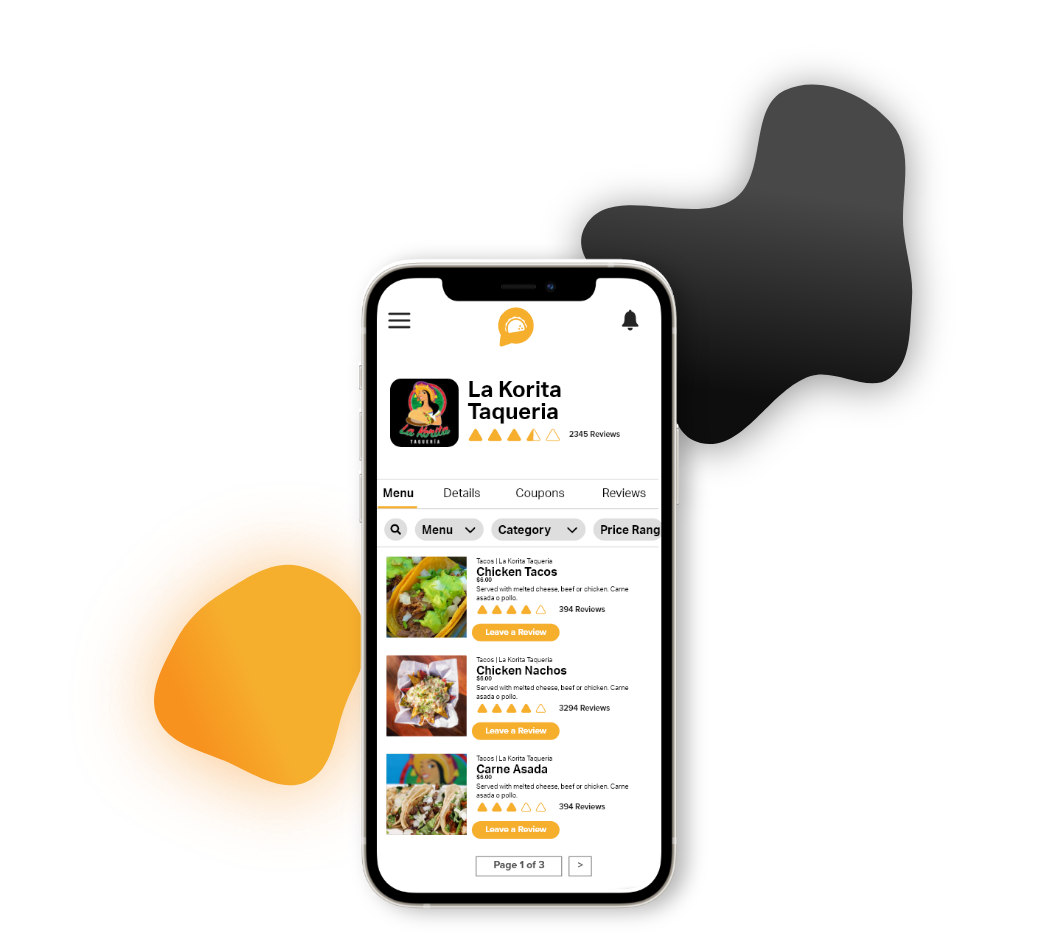 La Korita
Taqueria
2345 Reviews
La Korita
TAQUERÍA
Menu Details Coupons Reviews
Menu Category Price Rang
Tacos | La Korita Taqueria
Chicken Tacos
$6.00
Served with melted cheese, beef or chicken. Carne
asada o pollo.
394 Reviews
Leave a Review
Tacos | La Korita Taqueria
Chicken Nachos
$6.00
Served with melted cheese, beef or chicken. Carne
asada o pollo.
3294 Reviews
Leave a Review
Tacos | La Korita Taqueria
Carne Asada
$6.00
Served with melted cheese, beef or chicken. Carne
asada o pollo.
394 Reviews
Leave a Review
Page 1 of 3 >